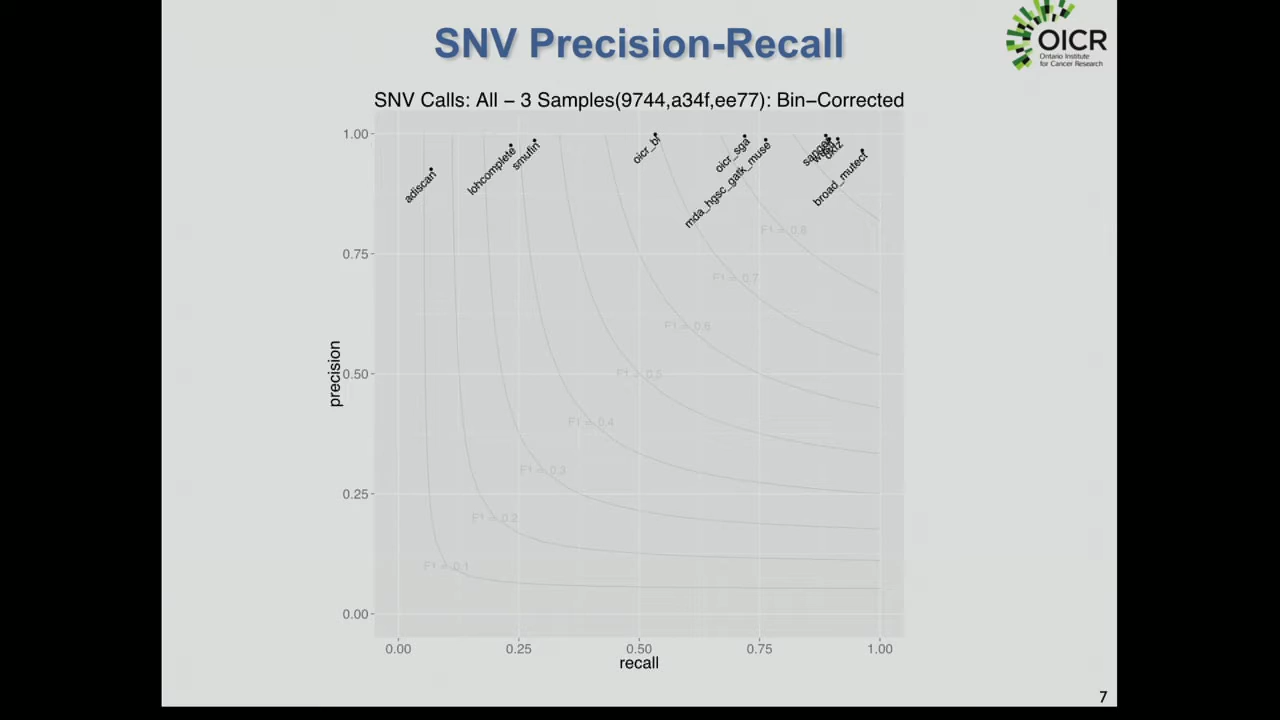 SNV Precision-Recall
OICR
Ontario Institute
for Cancer Research
SNV Calls: All − 3 Samples(9744,a34f,ee77): Bin−Corrected
1.00
0.75
0.50
0.25
0.00
precision
adiscan
lohcomplete
smufin
oicr_bl
oicr_sga
mda_hgsc_gatk_muse
sanger
dkfz
broad_mutect
F1 = 0.8
F1 = 0.7
F1 = 0.6
F1 = 0.5
F1 = 0.4
F1 = 0.3
F1 = 0.2
F1 = 0.1
0.00
0.25
0.50
0.75
1.00
recall
7